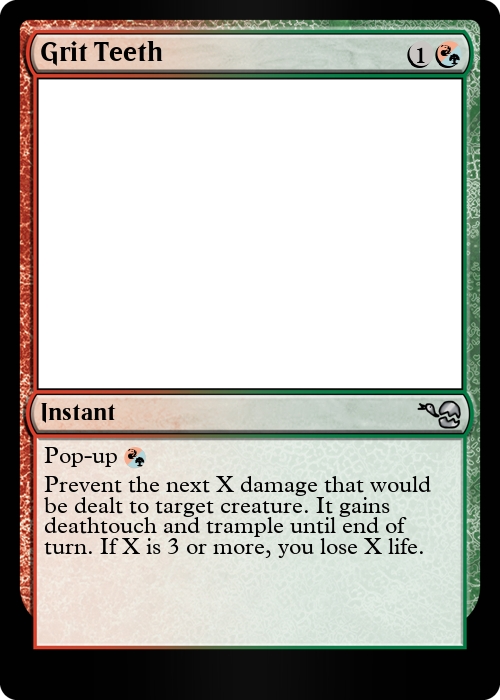 Grit Teeth
1
Instant
Pop-up
Prevent the next X damage that would
be dealt to target creature. It gains
deathtouch and trample until end of
turn. If X is 3 or more, you lose X life.